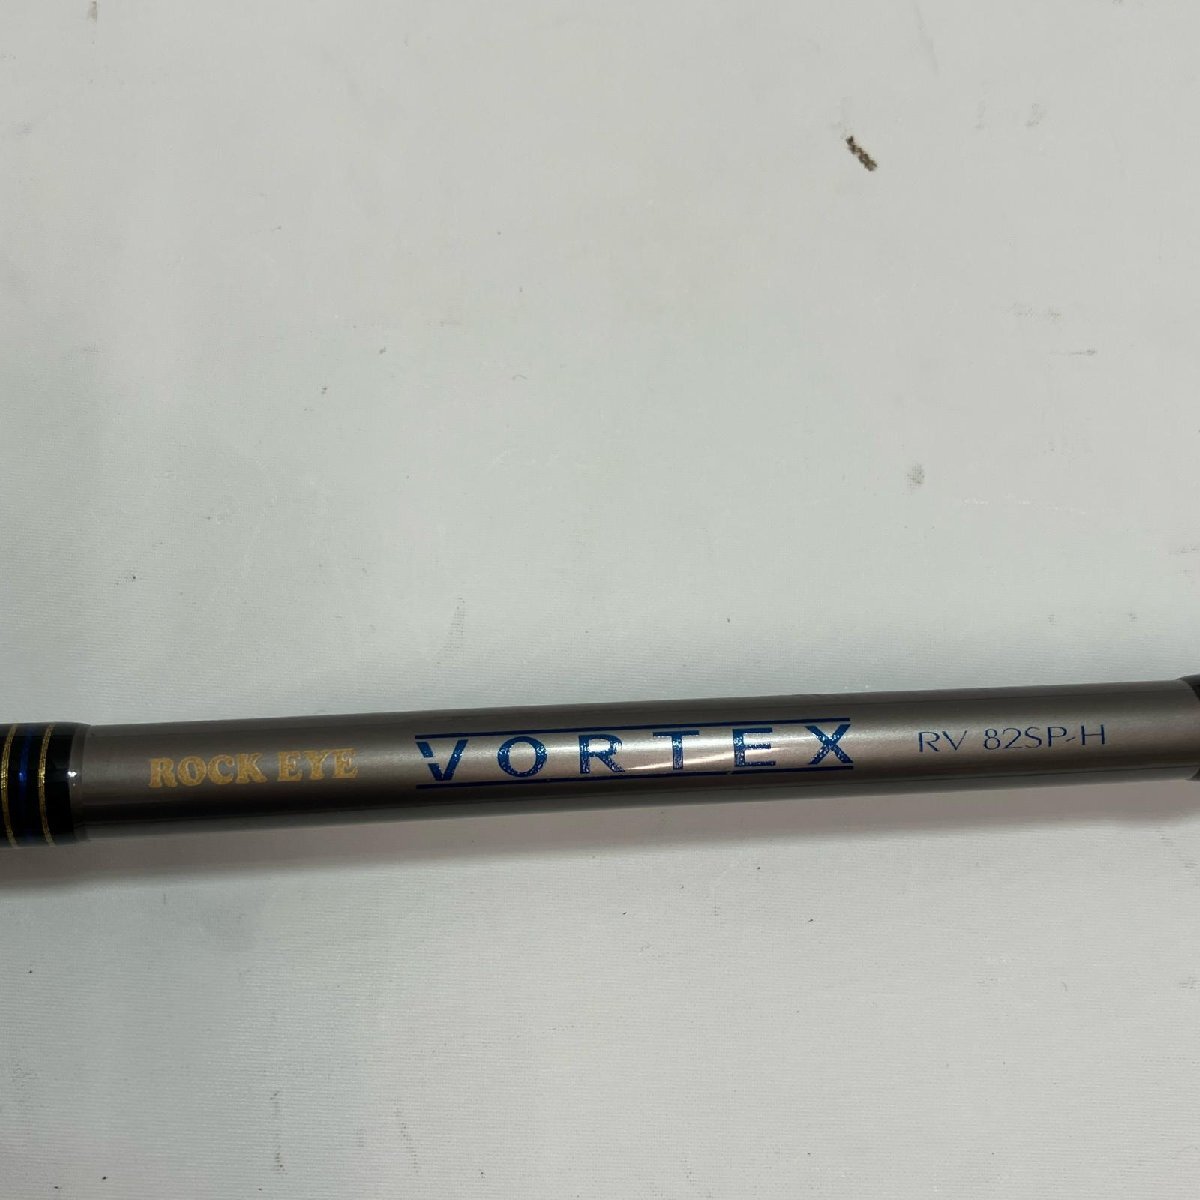 ROCK EYE VORTEX RV 82SP-H